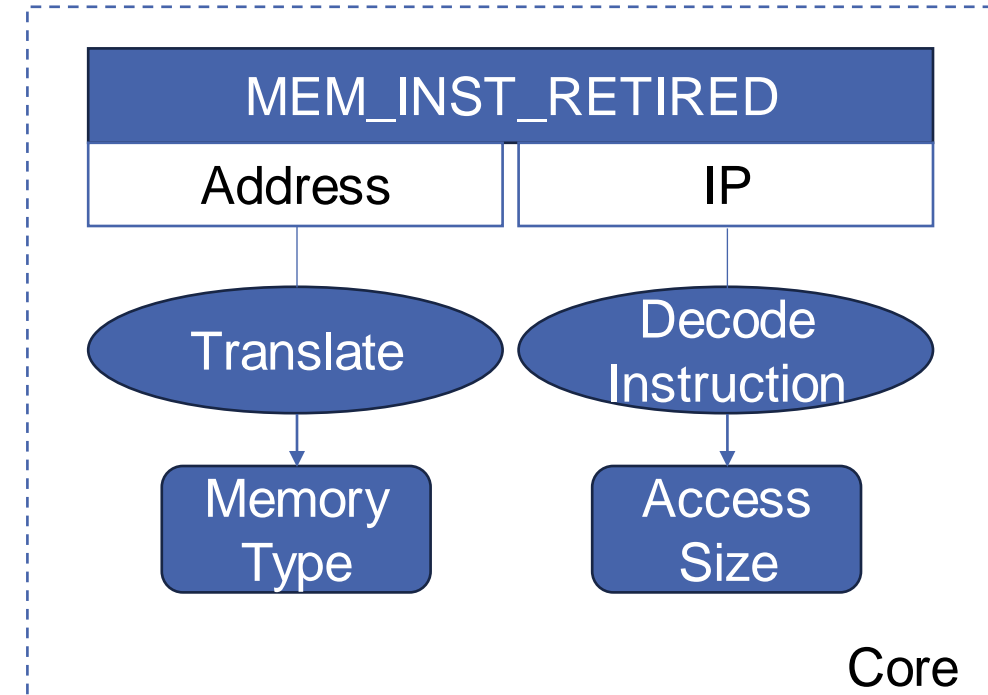 MEM_INST_RETIRED
Address
IP
Translate
Decode
Instruction
Memory
Type
Access
Size
Core